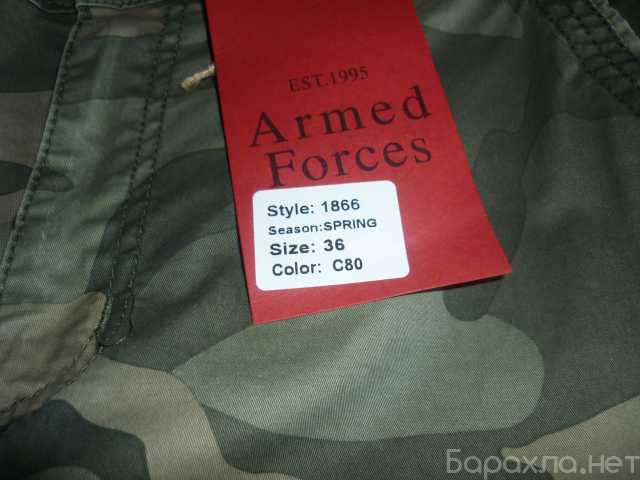 EST.1995
Armed
Forces
Style: 1866
Season:SPRING
Size: 36
Color: C80
Барахла.нет